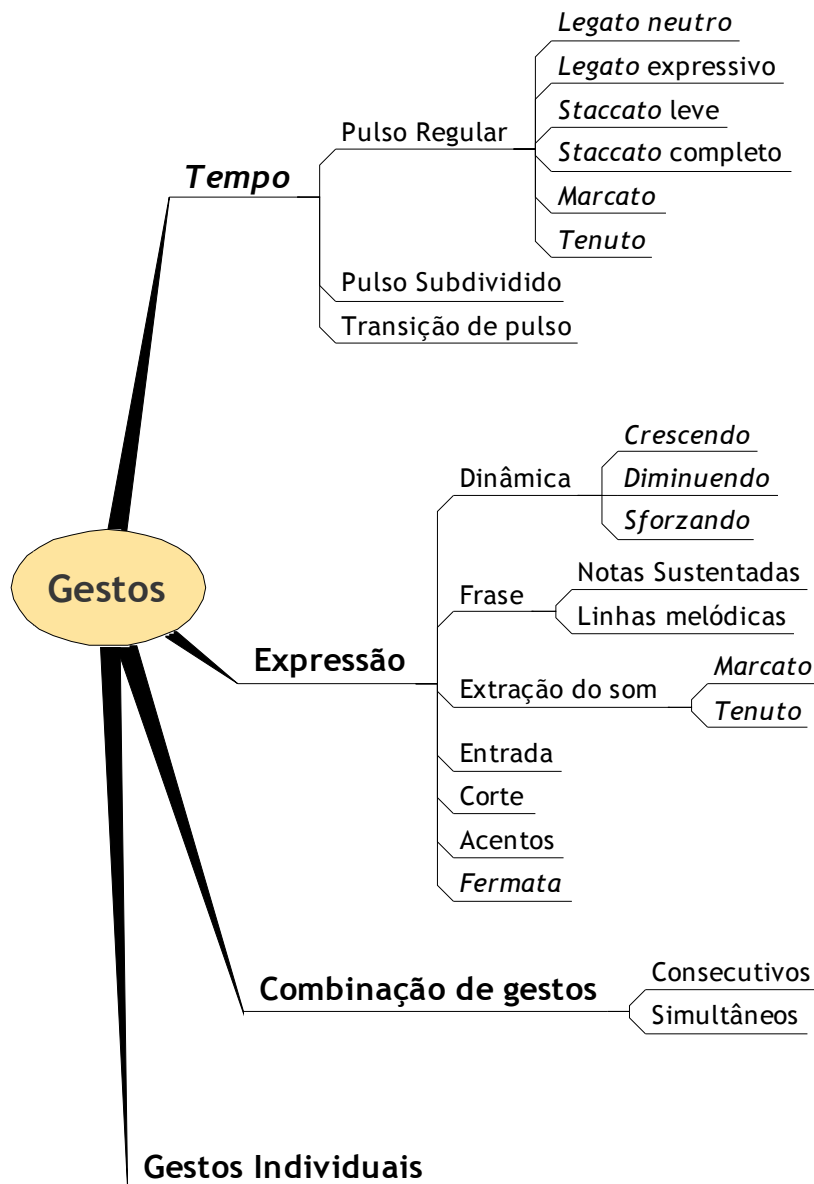 Legato neutro
Legato expressivo
Staccato leve
Staccato completo
Marcato
Tenuto
Pulso Regular
Tempo
Pulso Subdividido
Transição de pulso
Crescendo
Diminuendo
Sforzando
Dinâmica
Notas Sustentadas
Linhas melódicas
Frase
Gestos
Expressão
Marcato
Tenuto
Extração do som
Entrada
Corte
Acentos
Fermata
Consecutivos
Simultâneos
Combinação de gestos
Gestos Individuais